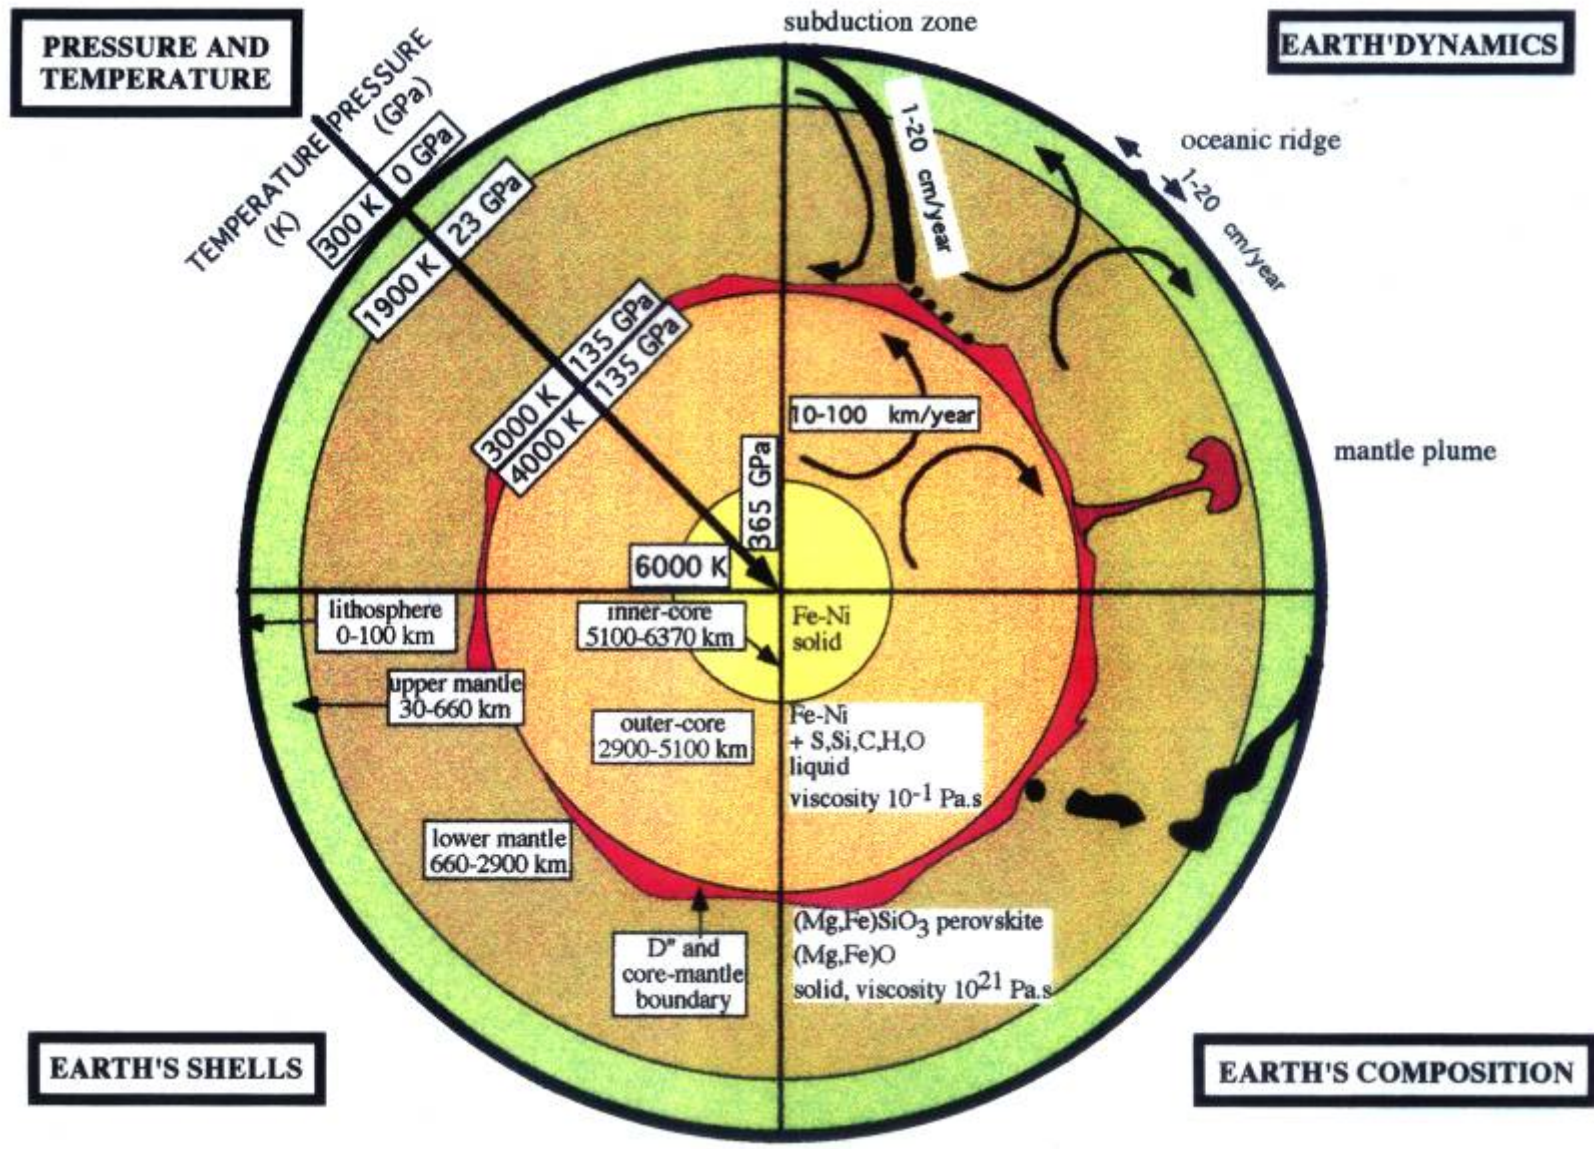 PRESSURE AND
TEMPERATURE
subduction zone
EARTH'DYNAMICS
TEMPERATURE
(K)
PRESSURE
(GPa)
300 K
0 GPa
1900 K
23 GPa
3000 K
135 GPa
4000 K
135 GPa
6000 K
365 GPa
1-20 cm/year
oceanic ridge
1-20 cm/year
10-100 km/year
mantle plume
lithosphere
0-100 km
upper mantle
30-660 km
inner-core
5100-6370 km
outer-core
2900-5100 km
lower mantle
660-2900 km
D" and
core-mantle
boundary
Fe-Ni
solid
Fe-Ni
+ S,Si,C,H,O
liquid
viscosity 10⁻¹ Pa.s
(Mg,Fe)SiO₃ perovskite
(Mg,Fe)O
solid, viscosity 10²¹ Pa.s
EARTH'S SHELLS
EARTH'S COMPOSITION